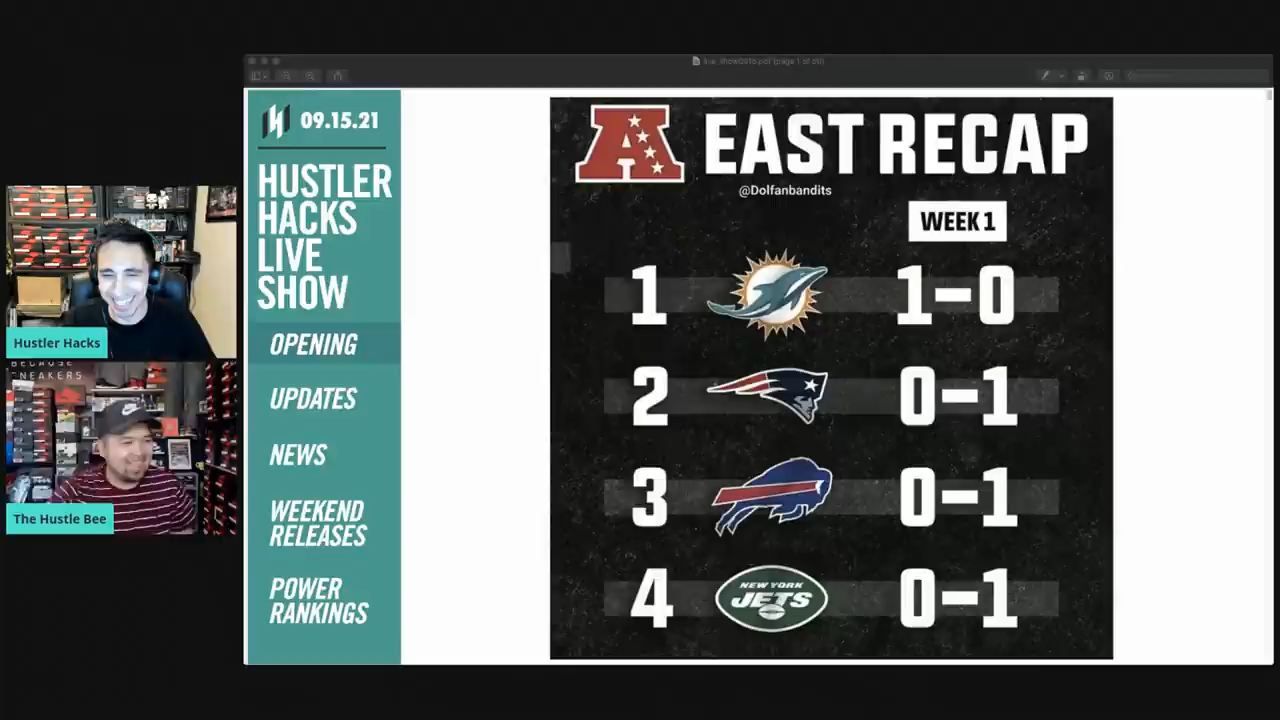 09.15.21
HUSTLER
HACKS
LIVE
SHOW
OPENING
UPDATES
NEWS
WEEKEND
RELEASES
POWER
RANKINGS
Hustler Hacks
BECAUSE
SNEAKERS
The Hustle Bee
A EAST RECAP
@Dolfanbandits
WEEK 1
1 1-0
2 0-1
3 0-1
4 NEW YORK JETS 0-1